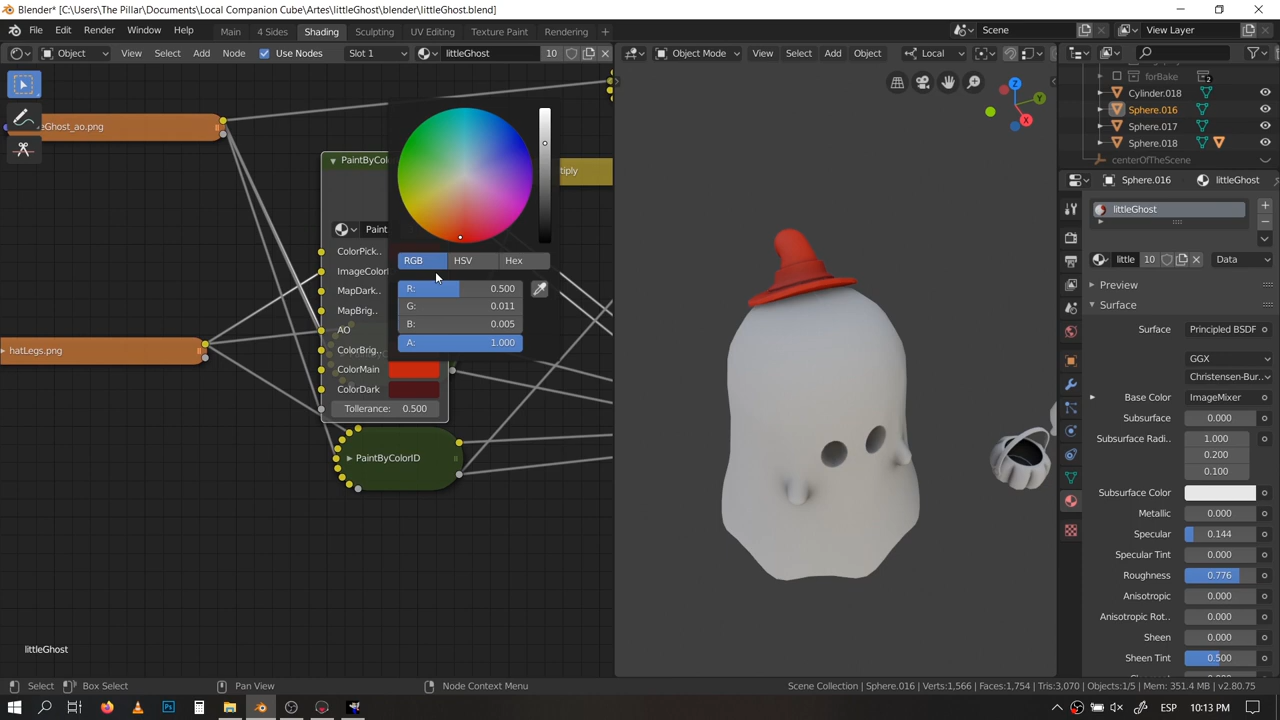 Blender* [C:\Users\The Pillar\Documents\Local Companion Cube\Artes\littleGhost\blender\littleGhost.blend]
File Edit Render Window Help Main 4 Sides Shading Sculpting UV Editing Texture Paint Rendering Scene View Layer
Object View Select Add Node Use Nodes Slot 1 littleGhost 10 Object Mode View Select Add Object Local
forBake 2
Cylinder.018
Sphere.016
Sphere.017
Sphere.018
centerOfTheScene
Sphere.016 littleGhost
littleGhost
little 10 Data
Preview
Surface
Surface Principled BSDF
GGX
Christensen-Bur..
Base Color ImageMixer
Subsurface 0.000
Subsurface Radi.. 1.000
0.200
0.100
Subsurface Color
Metallic 0.000
Specular 0.144
Specular Tint 0.000
Roughness 0.776
Anisotropic 0.000
Anisotropic Rot.. 0.000
Sheen 0.000
Sheen Tint 0.500
eGhost_ao.png
PaintByColo
iply
Paint
ColorPick..
ImageColorI
MapDark..
MapBrig..
AO
ColorBrig..
ColorMain
ColorDark
Tollerance: 0.500
RGB HSV Hex
R: 0.500
G: 0.011
B: 0.005
A: 1.000
hatLegs.png
PaintByColorID
Z
Y
X
littleGhost
Select Box Select Pan View Node Context Menu Scene Collection | Sphere.016 | Verts:1,566 | Faces:1,754 | Tris:3,070 | Objects:1/5 | Mem: 351.4 MB | v2.80.75
ESP 10:13 PM